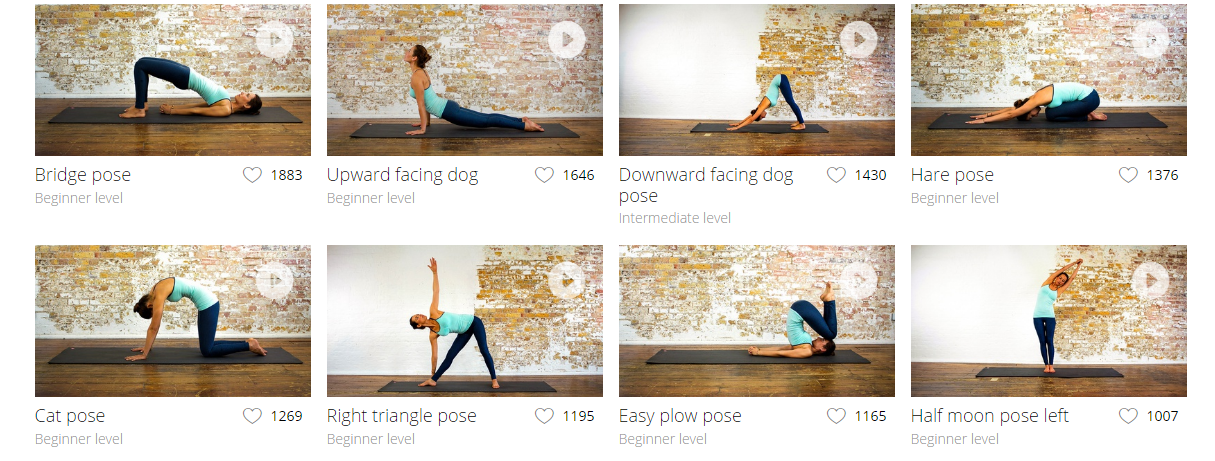 Bridge pose 1883
Beginner level
Upward facing dog 1646
Beginner level
Downward facing dog 1430
pose
Intermediate level
Hare pose 1376
Beginner level
Cat pose 1269
Beginner level
Right triangle pose 1195
Beginner level
Easy plow pose 1165
Beginner level
Half moon pose left 1007
Beginner level